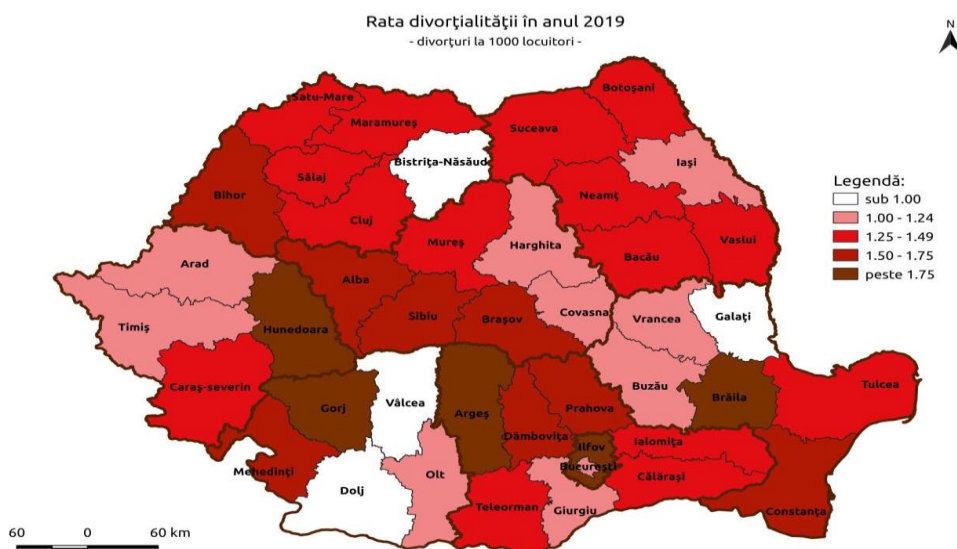 Rata divorţialităţii în anul 2019
- divorţuri la 1000 locuitori -
N
Botoşani
Satu-Mare
Maramureş
Suceava
Bistriţa-Năsăud
Iaşi
Sălaj
Bihor
Neamţ
Cluj
Mureş
Harghita
Vaslui
Bacău
Arad
Alba
Covasna
Sibiu
Braşov
Vrancea
Galaţi
Timiş
Hunedoara
Caraş-severin
Buzău
Tulcea
Brăila
Vâlcea
Gorj
Argeş
Prahova
Dâmboviţa
Ilfov
Ialomiţa
Bucureşti
Mehedinţi
Olt
Călăraşi
Dolj
Teleorman
Giurgiu
Constanţa
Legendă:
sub 1.00
1.00 - 1.24
1.25 - 1.49
1.50 - 1.75
peste 1.75
60 0 60 km